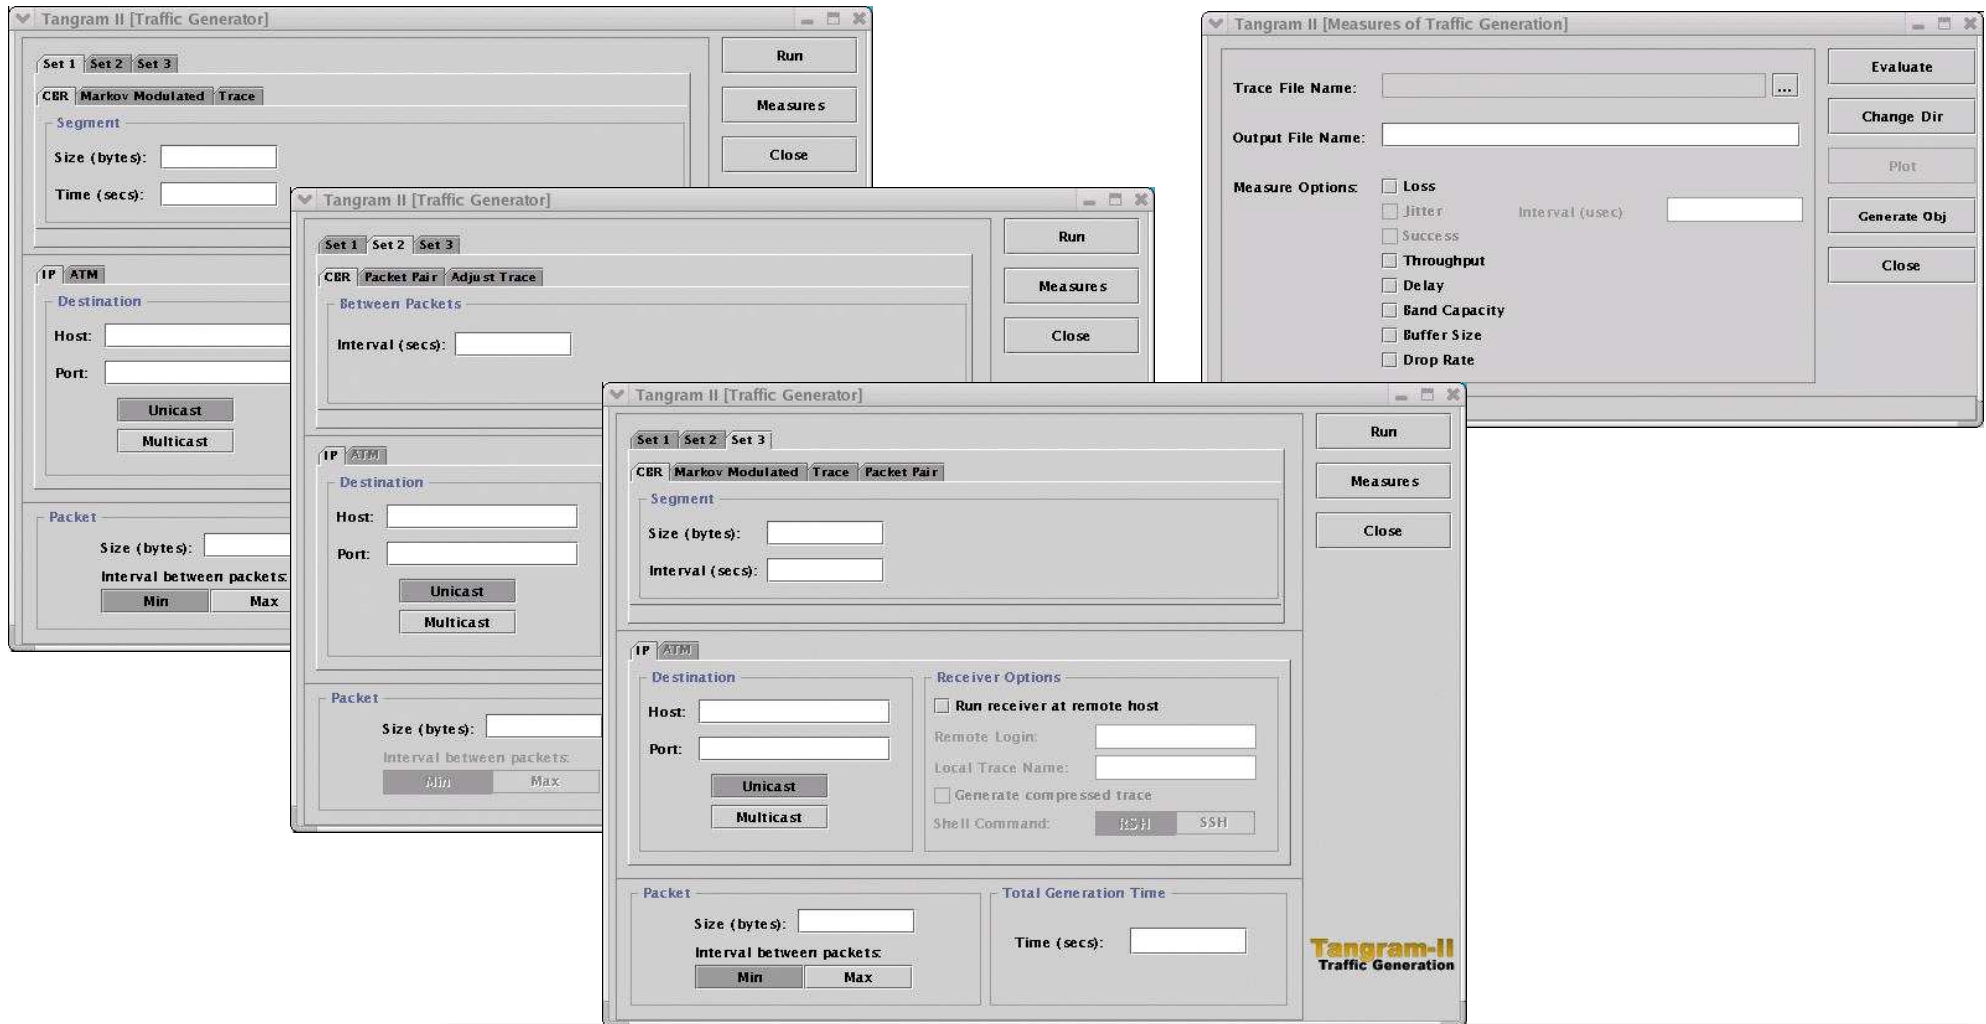 Tangram II [Traffic Generator]
Set 1 Set 2 Set 3
CBR Markov Modulated Trace
Segment
Size (bytes):
Time (secs):
IP ATM
Destination
Host:
Port:
Unicast
Multicast
Packet
Size (bytes):
Interval between packets:
Min Max
Run
Measures
Close
Tangram II [Traffic Generator]
Set 1 Set 2 Set 3
CBR Packet Pair Adjust Trace
Between Packets
Interval (secs):
IP ATM
Destination
Host:
Port:
Unicast
Multicast
Packet
Size (bytes):
Interval between packets:
Min Max
Run
Measures
Close
Tangram II [Traffic Generator]
Set 1 Set 2 Set 3
CBR Markov Modulated Trace Packet Pair
Segment
Size (bytes):
Interval (secs):
IP ATM
Destination
Host:
Port:
Unicast
Multicast
Receiver Options
Run receiver at remote host
Remote Login:
Local Trace Name:
Generate compressed trace
Shell Command: RSH SSH
Packet
Size (bytes):
Interval between packets:
Min Max
Total Generation Time
Time (secs):
Run
Measures
Close
Tangram-II
Traffic Generation
Tangram II [Measures of Traffic Generation]
Trace File Name: ...
Output File Name:
Measure Options: Loss
Jitter Interval (usec)
Success
Throughput
Delay
Band Capacity
Buffer Size
Drop Rate
Evaluate
Change Dir
Plot
Generate Obj
Close